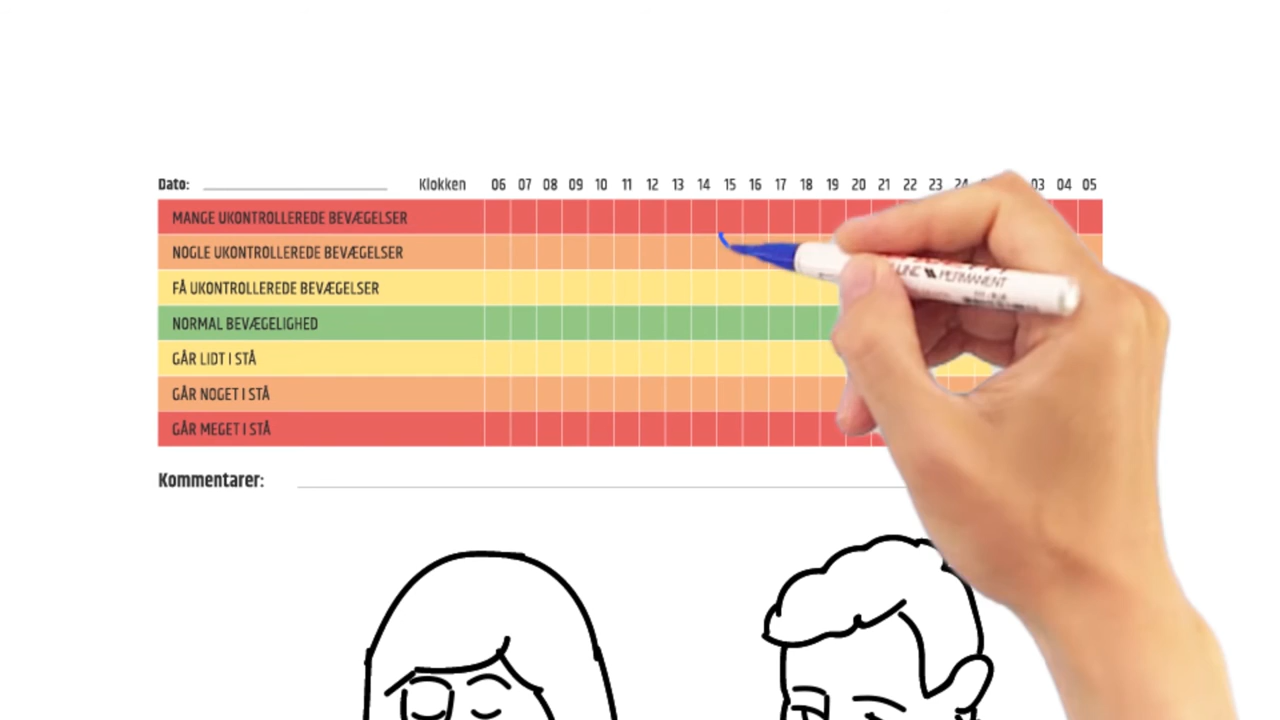 Dato: Klokken 06 07 08 09 10 11 12 13 14 15 16 17 18 19 20 21 22 23 24 03 04 05
MANGE UKONTROLLEREDE BEVÆGELSER
NOGLE UKONTROLLEREDE BEVÆGELSER
FÅ UKONTROLLEREDE BEVÆGELSER
NORMAL BEVÆGELIGHED
GÅR LIDT I STÅ
GÅR NOGET I STÅ
GÅR MEGET I STÅ
Kommentarer:
PERMANENT